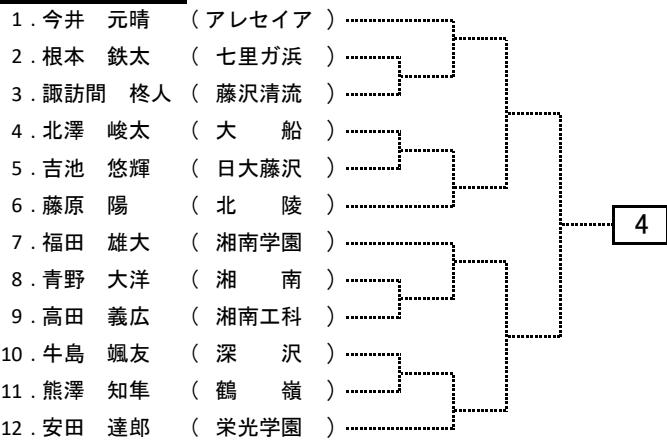 1．今井　元晴　（ アレセイア ）
2．根本　鉄太　（ 七里ガ浜 ）
3．諏訪間　柊人　（ 藤沢清流 ）
4．北澤　峻太　（ 大　　船 ）
5．吉池　悠輝　（ 日大藤沢 ）
6．藤原　陽　（ 北　　陵 ）
4
7．福田　雄大　（ 湘南学園 ）
8．青野　大洋　（ 湘　　南 ）
9．高田　義広　（ 湘南工科 ）
10．牛島　颯友　（ 深　　沢 ）
11．熊澤　知隼　（ 鶴　　嶺 ）
12．安田　達郎　（ 栄光学園 ）